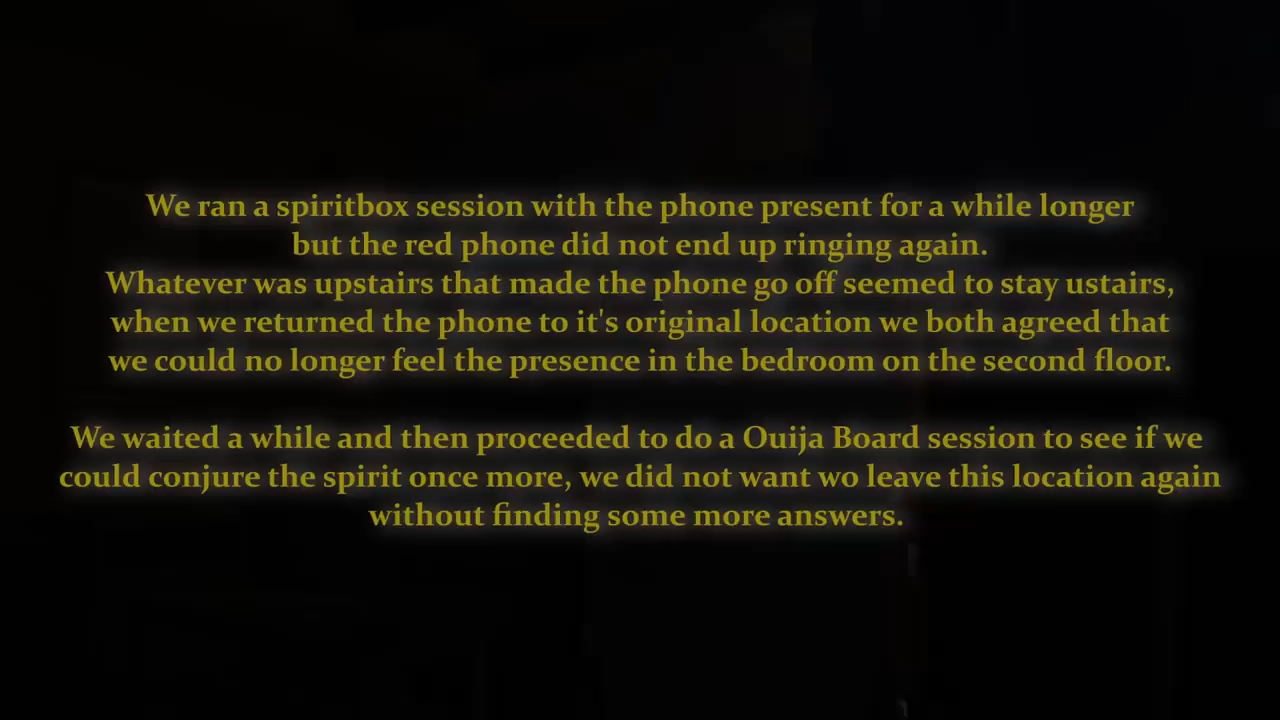 We ran a spiritbox session with the phone present for a while longer
but the red phone did not end up ringing again.
Whatever was upstairs that made the phone go off seemed to stay ustairs,
when we returned the phone to it's original location we both agreed that
we could no longer feel the presence in the bedroom on the second floor.
We waited a while and then proceeded to do a Ouija Board session to see if we
could conjure the spirit once more, we did not want wo leave this location again
without finding some more answers.